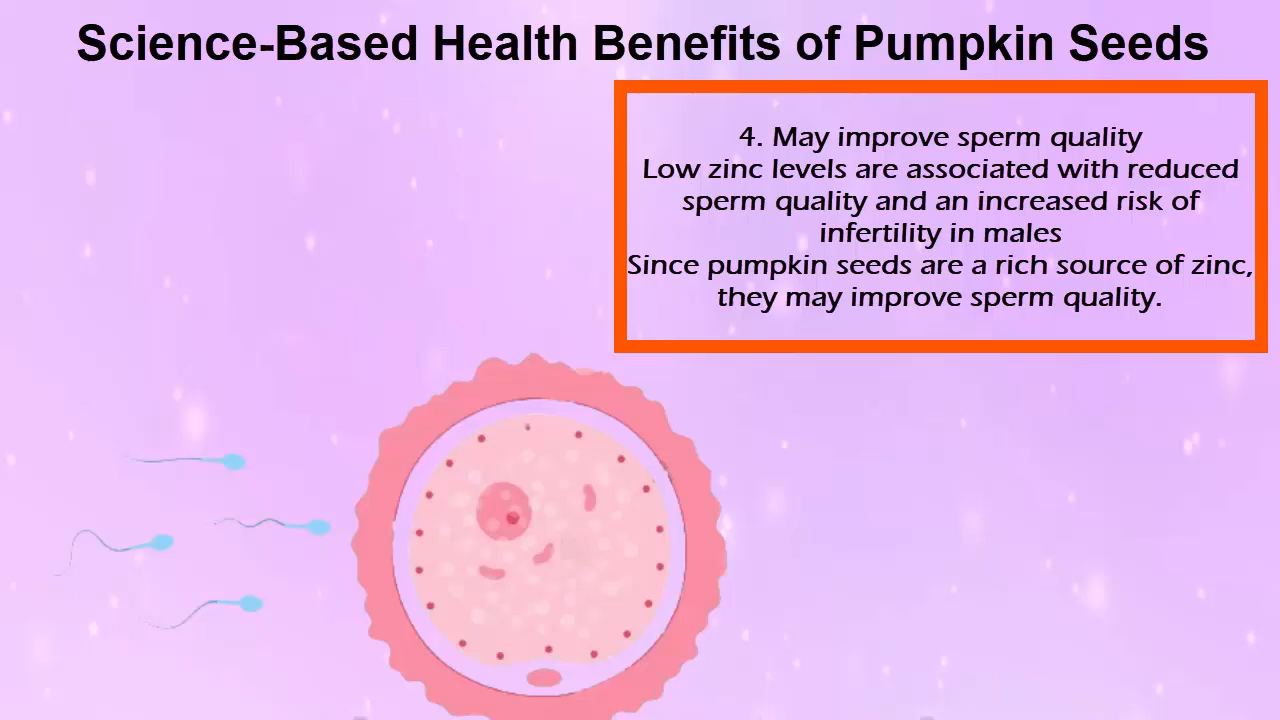 Science-Based Health Benefits of Pumpkin Seeds
4. May improve sperm quality
Low zinc levels are associated with reduced
sperm quality and an increased risk of
infertility in males
Since pumpkin seeds are a rich source of zinc,
they may improve sperm quality.